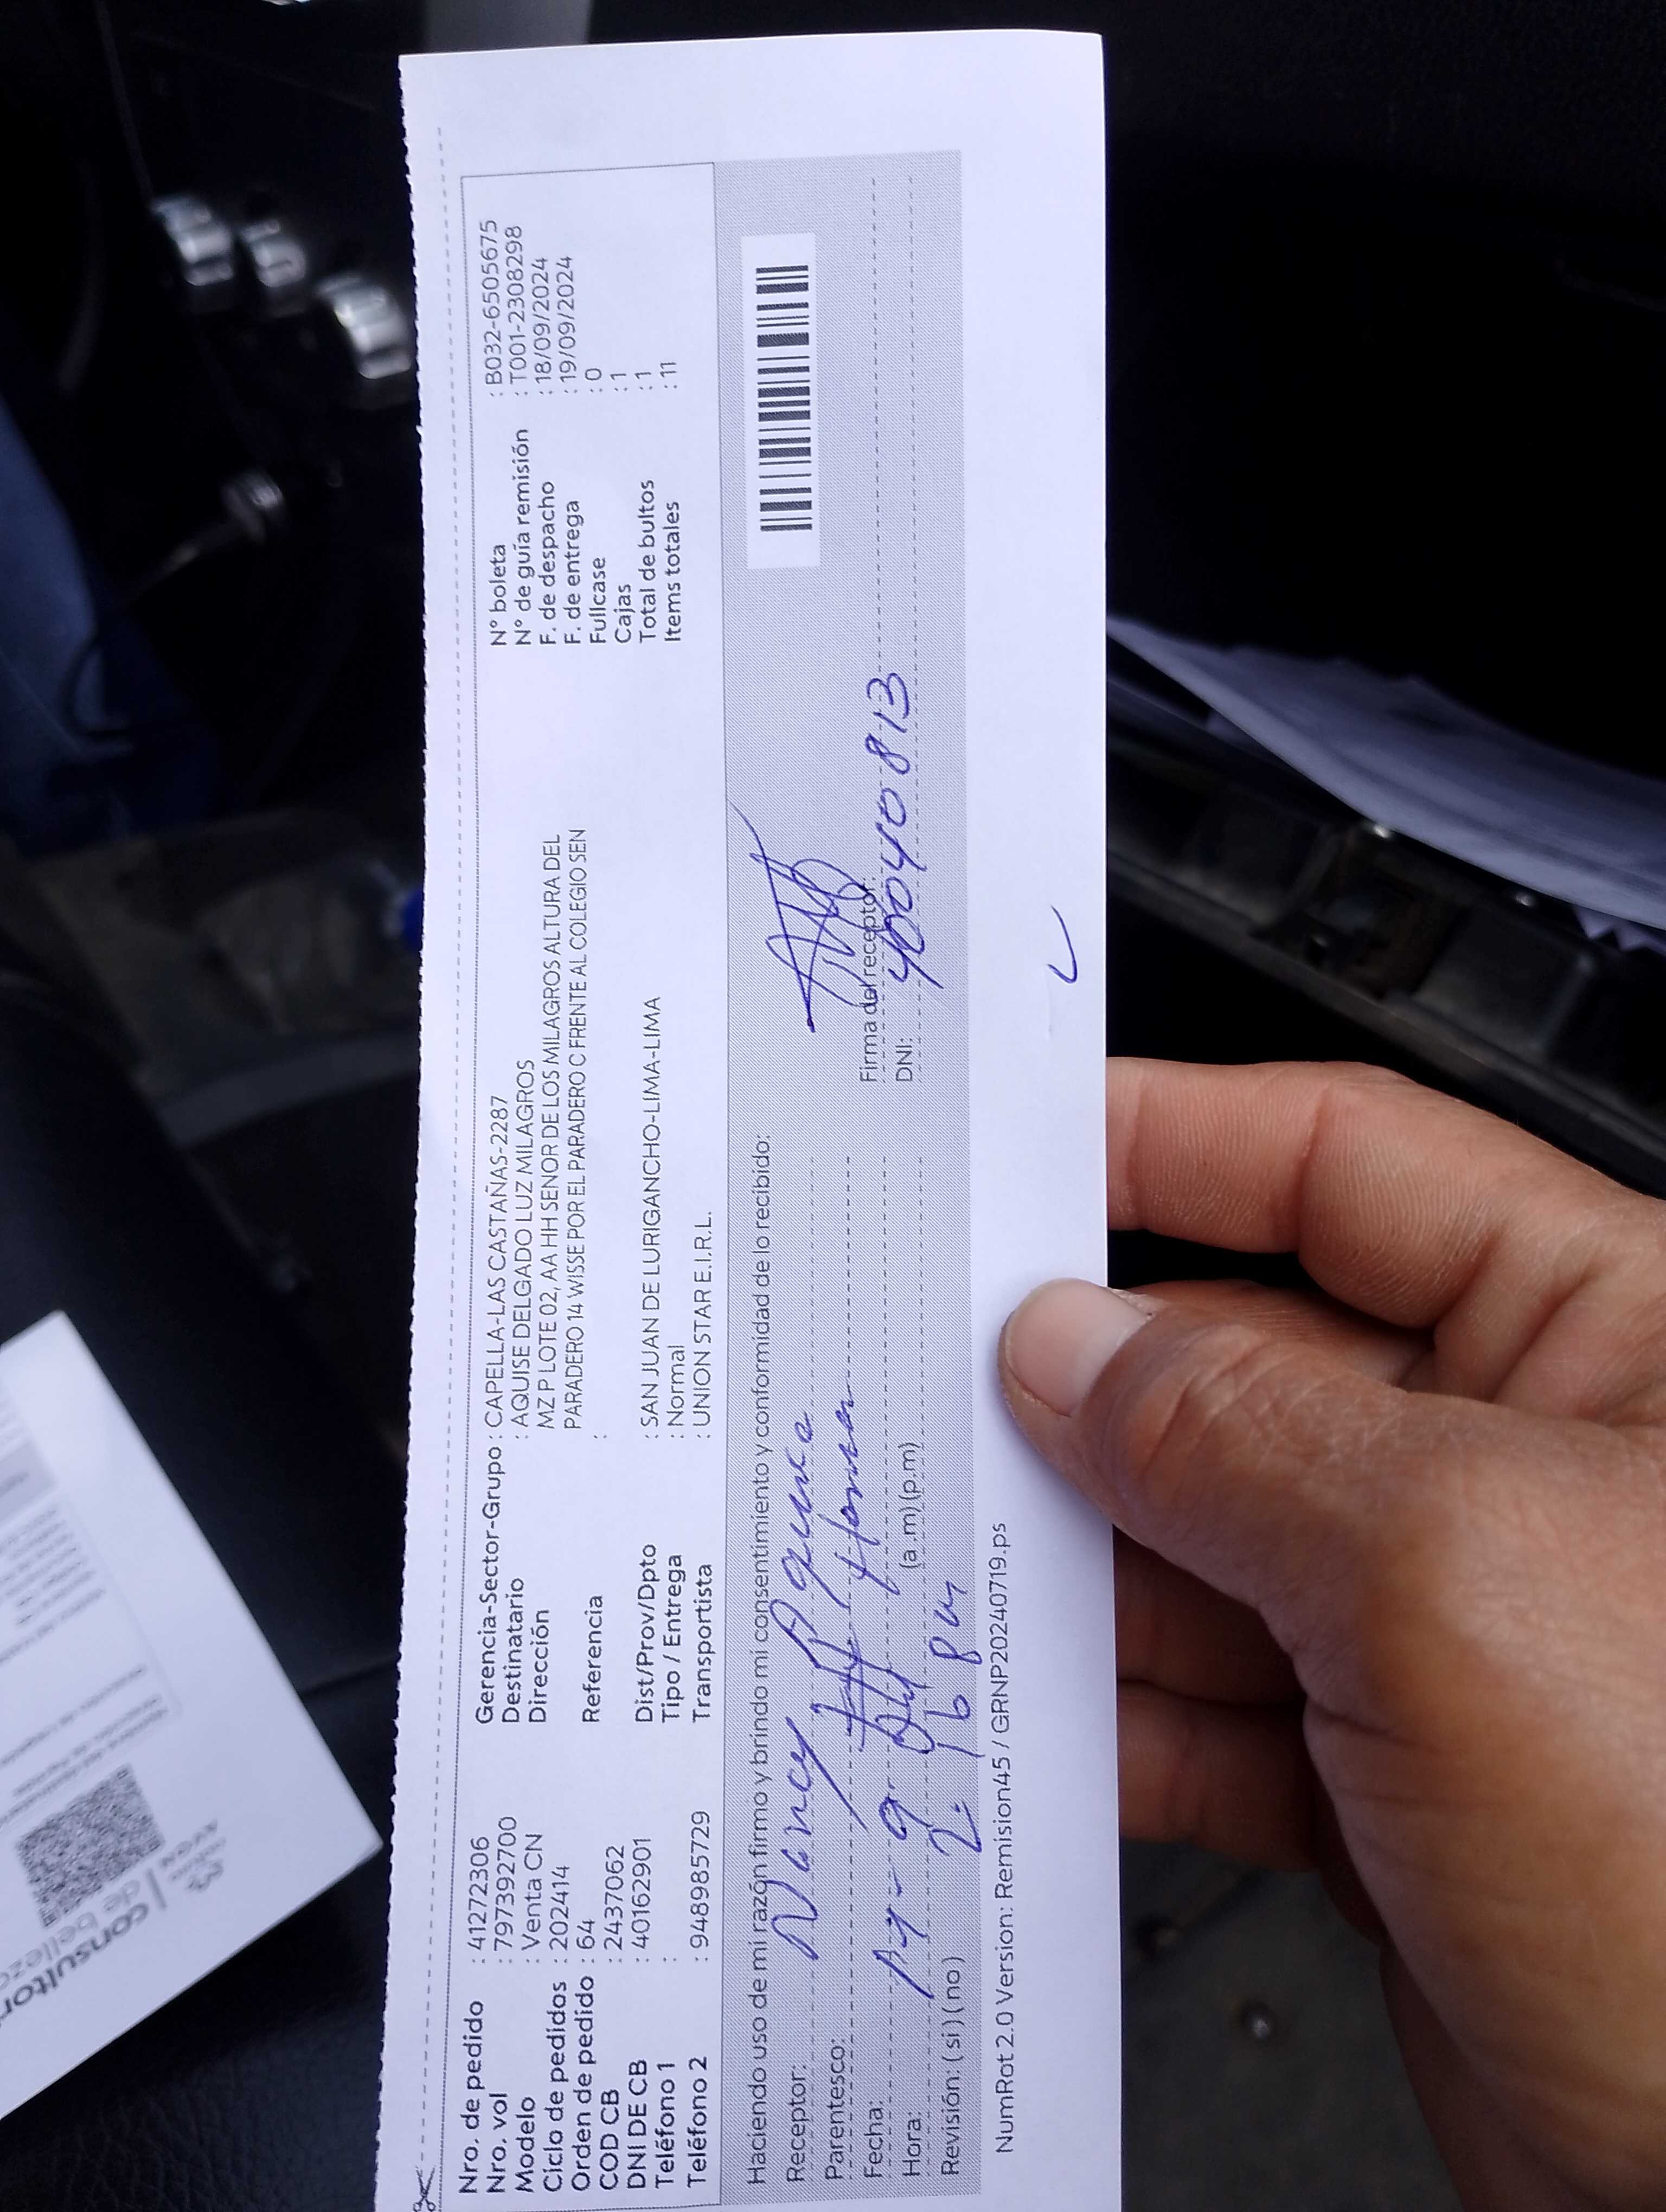 Nro. de pedido : 41272306
Nro. vol : 797392700
Modelo : Venta CN
Ciclo de pedidos : 202414
Orden de pedido : 64
COD CB : 2437062
DNI DE CB : 40162901
Teléfono 1 :
Teléfono 2 : 948985729
Gerencia-Sector-Grupo : CAPELLA-LAS CASTAÑAS-2287
Destinatario : AQUISE DELGADO LUZ MILAGROS
Dirección MZ P LOTE 02, AA HH SENOR DE LOS MILAGROS ALTURA DEL
PARADERO 14 WISSE POR EL PARADERO C FRENTE AL COLEGIO SEN
Referencia :
Dist/Prov/Dpto : SAN JUAN DE LURIGANCHO-LIMA-LIMA
Tipo / Entrega : Normal
Transportista : UNION STAR E.I.R.L.
N° boleta : B032-6505675
N° de guía remisión : T001-2308298
F. de despacho : 18/09/2024
F. de entrega : 19/09/2024
Fullcase : 0
Cajas : 1
Total de bultos : 1
Items totales : 11
Haciendo uso de mi razón firmo y brindo mi consentimiento y conformidad de lo recibido:
Receptor: Nancy
Parentesco:
Fecha:
Hora: (a.m) (p.m)
Revisión: ( si ) ( no )
Firma del receptor:
DNI: 40040813
NumRot 2.0 Version: Remision45 / GRNP20240719.ps
consultor
de bellez
AVON